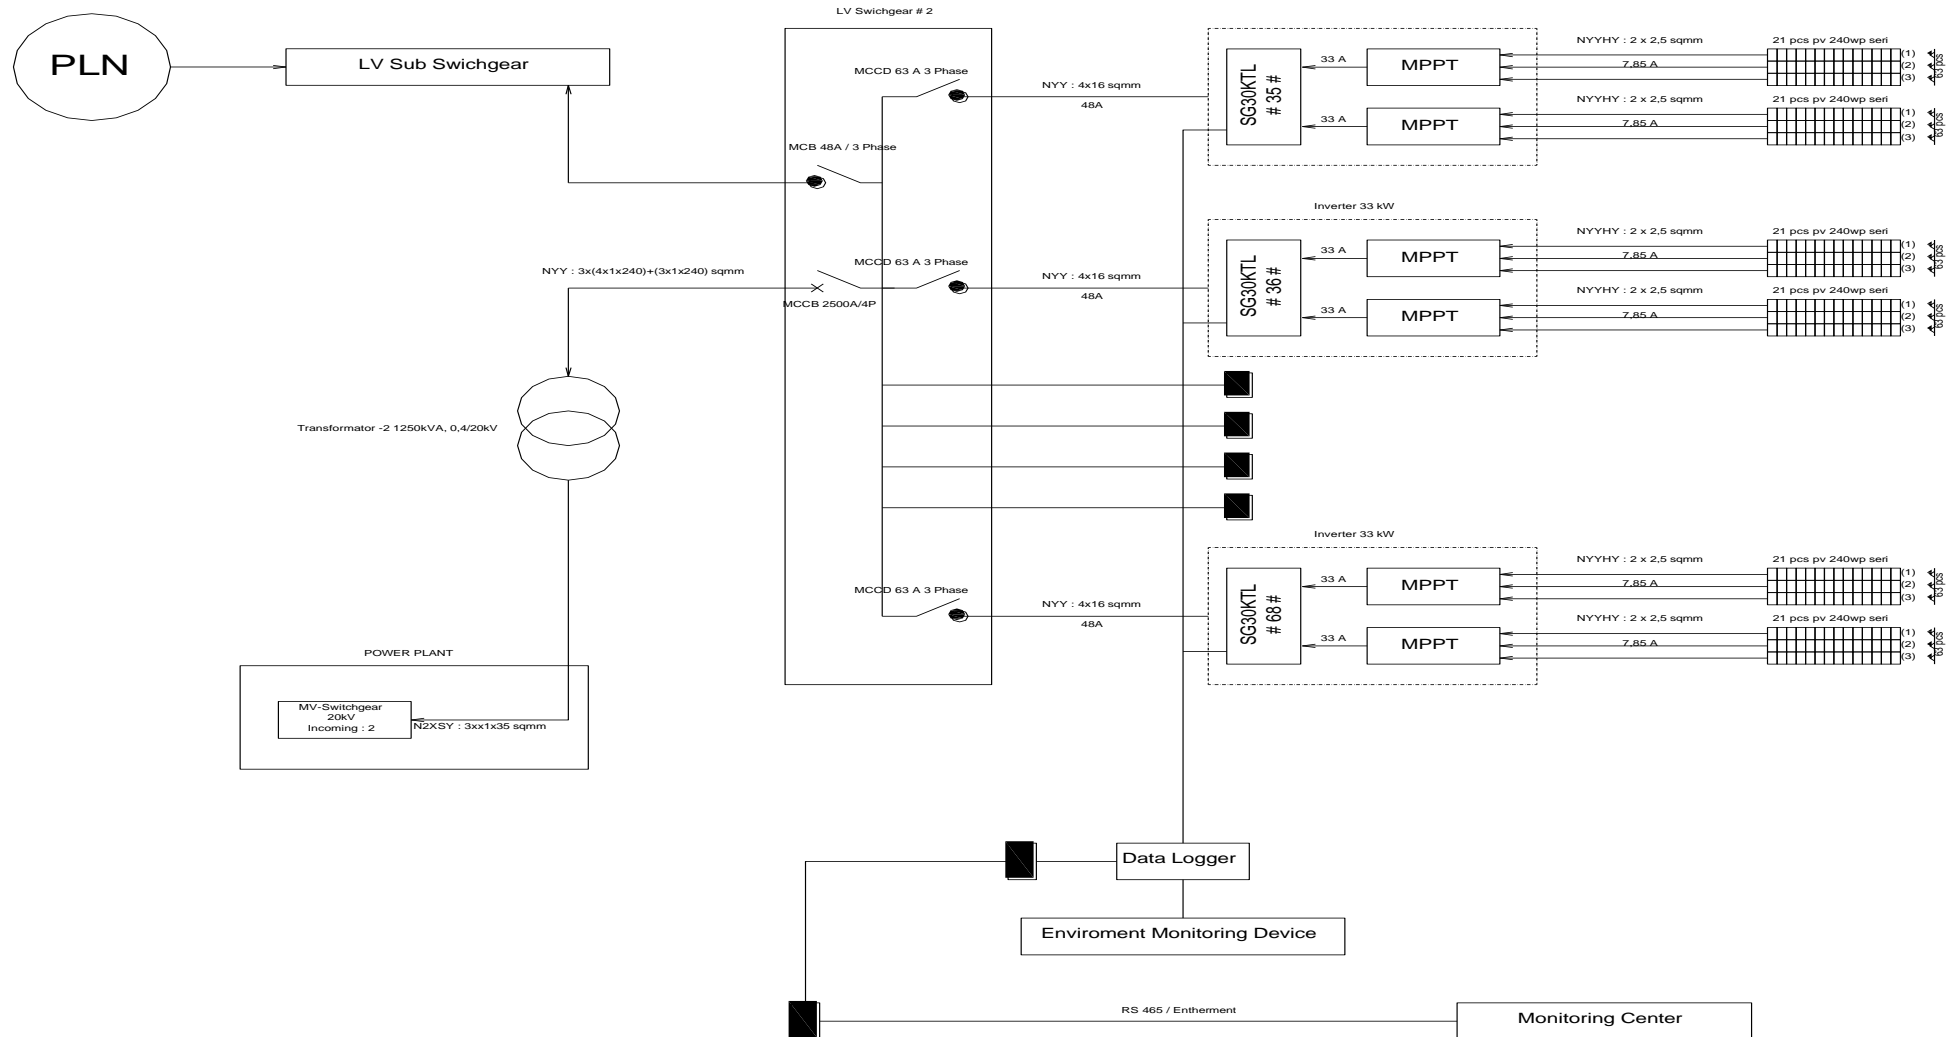 LV Swichgear # 2
PLN
LV Sub Swichgear
MCCD 63 A 3 Phase
NYY : 4x16 sqmm
48A
SG30KTL
# 35 #
33 A
MPPT
NYYHY : 2 x 2,5 sqmm
7,85 A
21 pcs pv 240wp seri
(1)
(2)
(3)
63 pcs
33 A
MPPT
NYYHY : 2 x 2,5 sqmm
7,85 A
21 pcs pv 240wp seri
(1)
(2)
(3)
63 pcs
MCB 48A / 3 Phase
Inverter 33 kW
NYY : 3x(4x1x240)+(3x1x240) sqmm
MCCB 2500A/4P
MCCD 63 A 3 Phase
NYY : 4x16 sqmm
48A
SG30KTL
# 36 #
33 A
MPPT
NYYHY : 2 x 2,5 sqmm
7,85 A
21 pcs pv 240wp seri
(1)
(2)
(3)
63 pcs
33 A
MPPT
NYYHY : 2 x 2,5 sqmm
7,85 A
21 pcs pv 240wp seri
(1)
(2)
(3)
63 pcs
Transformator -2 1250kVA, 0,4/20kV
Inverter 33 kW
MCCD 63 A 3 Phase
NYY : 4x16 sqmm
48A
SG30KTL
# 68 #
33 A
MPPT
NYYHY : 2 x 2,5 sqmm
7,85 A
21 pcs pv 240wp seri
(1)
(2)
(3)
63 pcs
33 A
MPPT
NYYHY : 2 x 2,5 sqmm
7,85 A
21 pcs pv 240wp seri
(1)
(2)
(3)
63 pcs
POWER PLANT
MV-Switchgear
20kV
Incoming : 2
N2XSY : 3xx1x35 sqmm
Data Logger
Enviroment Monitoring Device
RS 465 / Entherment
Monitoring Center